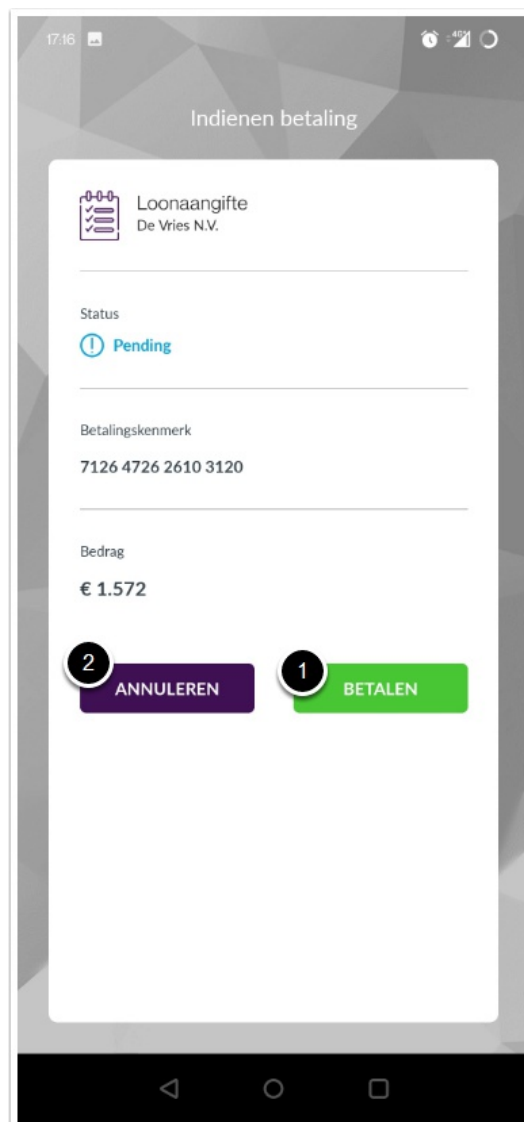 17:16
4G
Indienen betaling
Loonaangifte
De Vries N.V.
Status
Pending
Betalingskenmerk
7126 4726 2610 3120
Bedrag
€ 1.572
2
ANNULEREN
1
BETALEN